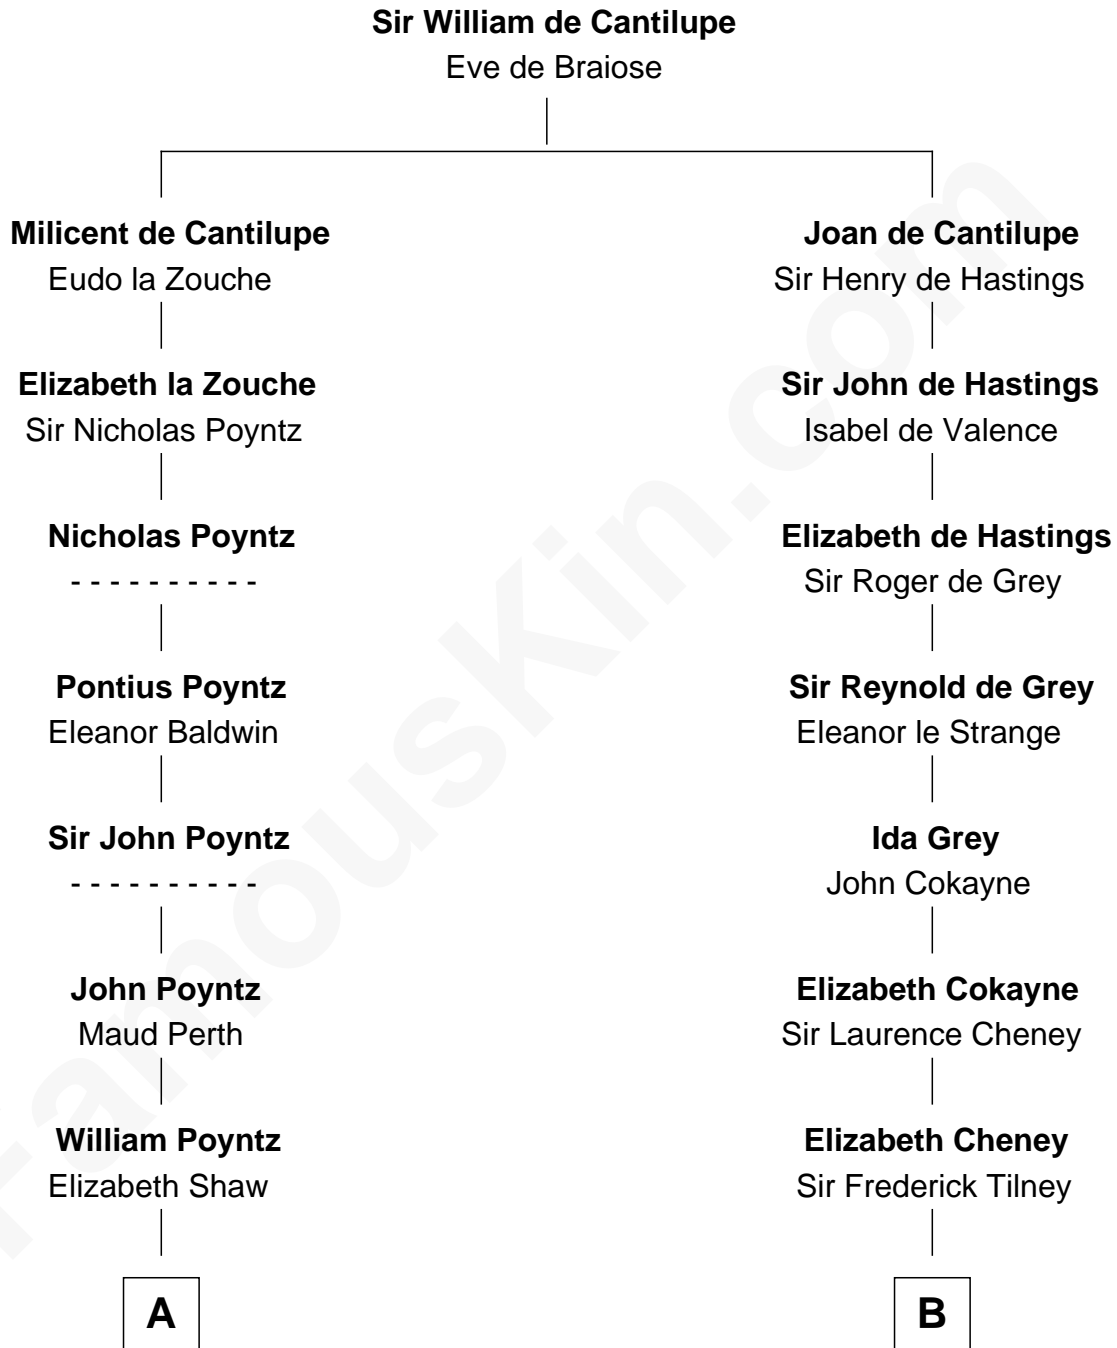 Sir William de Cantilupe
Eve de Braiose
Milicent de Cantilupe
Eudo la Zouche
Joan de Cantilupe
Sir Henry de Hastings
Elizabeth la Zouche
Sir Nicholas Poyntz
Sir John de Hastings
Isabel de Valence
Nicholas Poyntz
- - - - - - - - - -
Elizabeth de Hastings
Sir Roger de Grey
Pontius Poyntz
Eleanor Baldwin
Sir Reynold de Grey
Eleanor le Strange
Sir John Poyntz
- - - - - - - - - -
Ida Grey
John Cokayne
John Poyntz
Maud Perth
Elizabeth Cokayne
Sir Laurence Cheney
William Poyntz
Elizabeth Shaw
Elizabeth Cheney
Sir Frederick Tilney
A
B
FamousKin.com